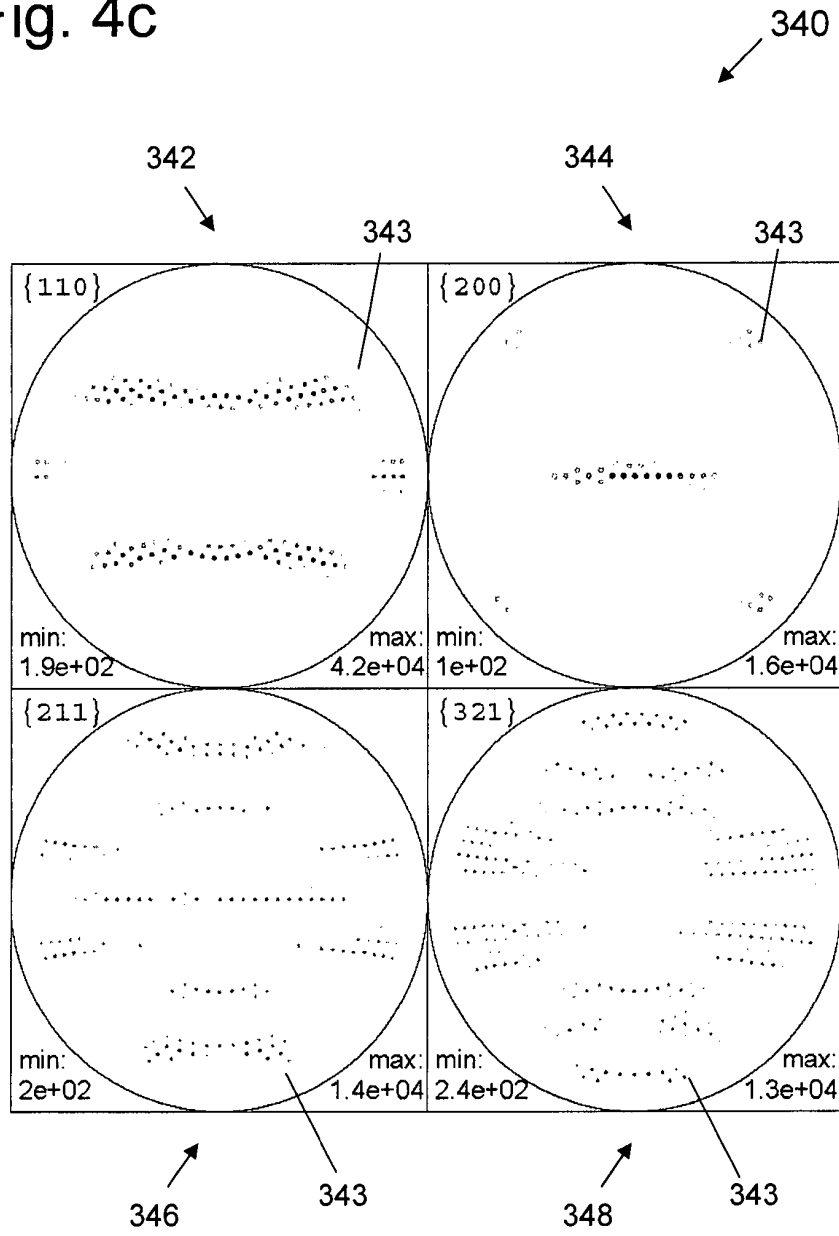 Fig. 4c
340
342
344
343
343
{110}
{200}
min:
1.9e+02
max:
4.2e+04
min:
1e+02
max:
1.6e+04
{211}
{321}
min:
2e+02
max:
1.4e+04
min:
2.4e+02
max:
1.3e+04
346
343
348
343